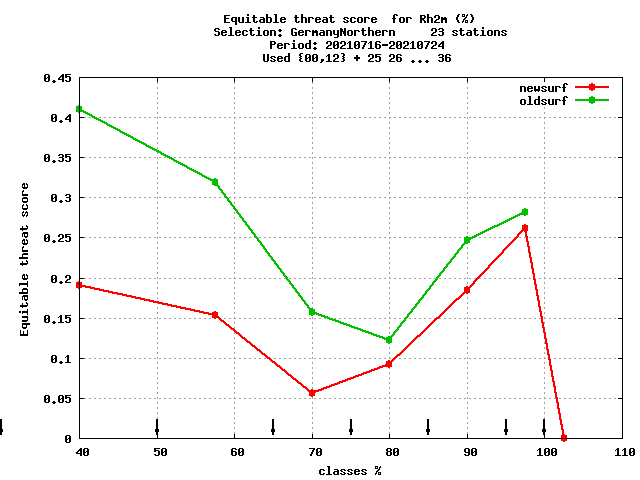 Equitable threat score  for Rh2m (%)
Selection: GermanyNorthern     23 stations
Period: 20210716-20210724
Used {00,12} + 25 26 ... 36
newsurf
oldsurf
Equitable threat score
0.45
0.4
0.35
0.3
0.25
0.2
0.15
0.1
0.05
0
40 50 60 70 80 90 100 110
classes %